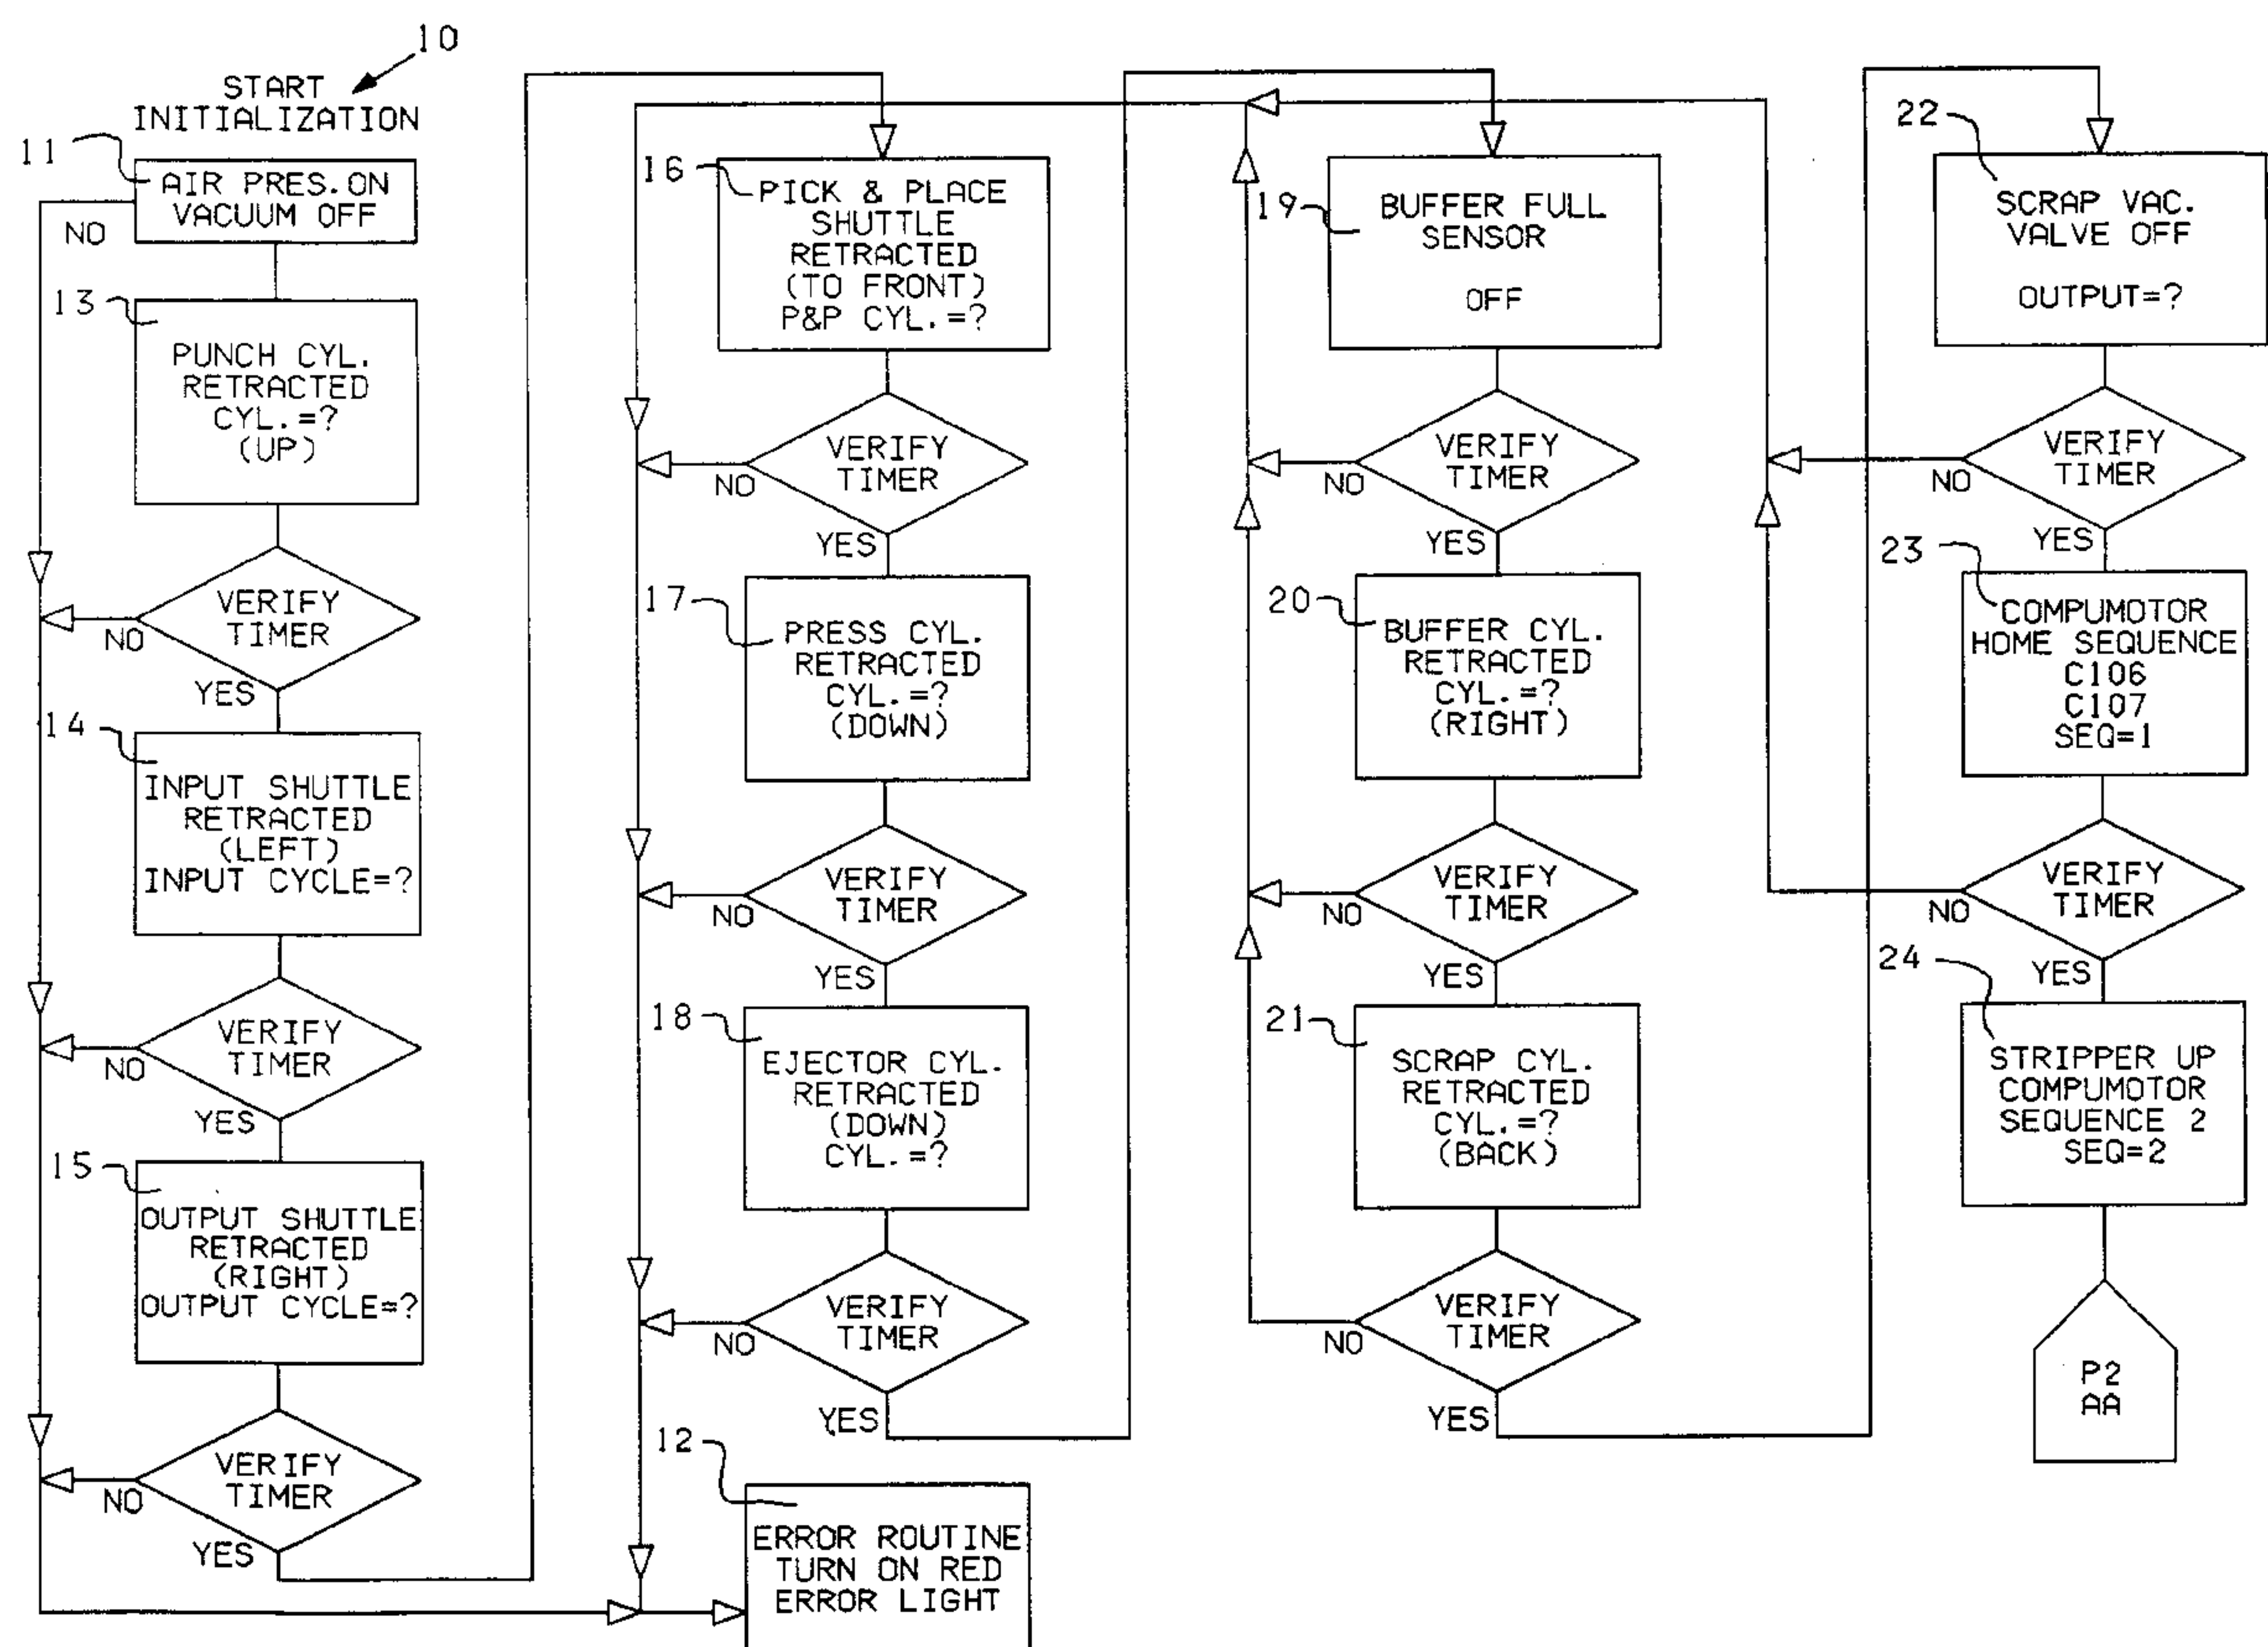 10
START
INITIALIZATION
11
AIR PRES. ON
VACUUM OFF
NO
13
PUNCH CYL.
RETRACTED
CYL.=?
(UP)
VERIFY
TIMER
NO
YES
14
INPUT SHUTTLE
RETRACTED
(LEFT)
INPUT CYCLE=?
VERIFY
TIMER
NO
YES
15
OUTPUT SHUTTLE
RETRACTED
(RIGHT)
OUTPUT CYCLE=?
VERIFY
TIMER
NO
YES
16
PICK & PLACE
SHUTTLE
RETRACTED
(TO FRONT)
P&P CYL.=?
VERIFY
TIMER
NO
YES
17
PRESS CYL.
RETRACTED
CYL.=?
(DOWN)
VERIFY
TIMER
NO
YES
18
EJECTOR CYL.
RETRACTED
(DOWN)
CYL.=?
VERIFY
TIMER
NO
YES
12
ERROR ROUTINE
TURN ON RED
ERROR LIGHT
19
BUFFER FULL
SENSOR
OFF
VERIFY
TIMER
NO
YES
20
BUFFER CYL.
RETRACTED
CYL.=?
(RIGHT)
VERIFY
TIMER
NO
YES
21
SCRAP CYL.
RETRACTED
CYL.=?
(BACK)
VERIFY
TIMER
NO
YES
22
SCRAP VAC.
VALVE OFF
OUTPUT=?
VERIFY
TIMER
NO
YES
23
COMPUMOTOR
HOME SEQUENCE
C106
C107
SEQ=1
VERIFY
TIMER
NO
YES
24
STRIPPER UP
COMPUMOTOR
SEQUENCE 2
SEQ=2
P2
AA